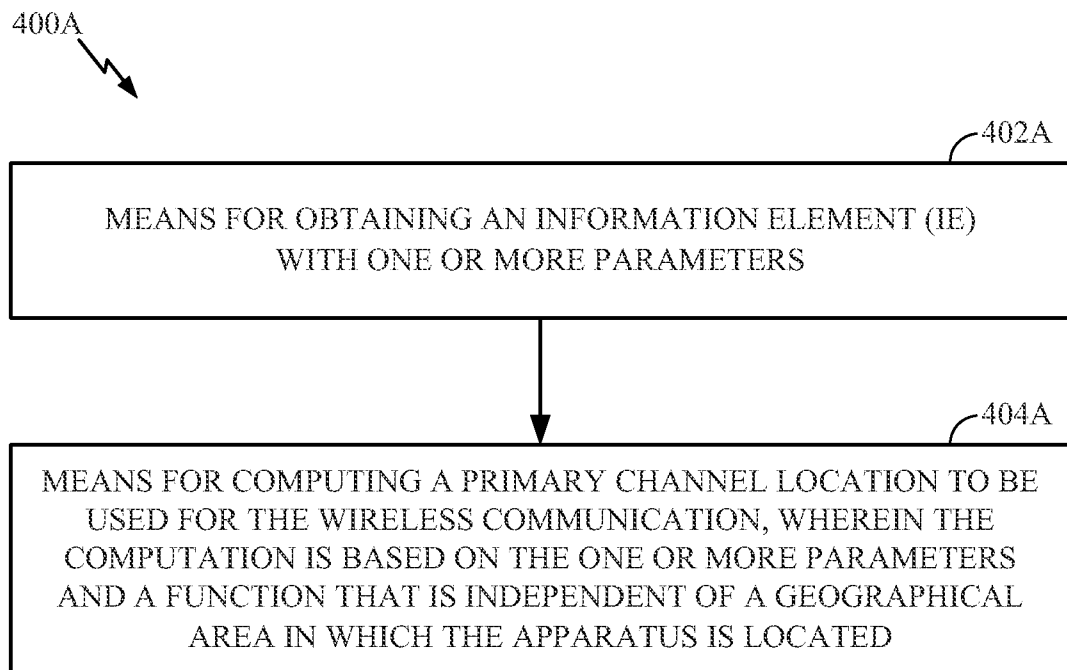 400A
402A
MEANS FOR OBTAINING AN INFORMATION ELEMENT (IE)
WITH ONE OR MORE PARAMETERS
404A
MEANS FOR COMPUTING A PRIMARY CHANNEL LOCATION TO BE
USED FOR THE WIRELESS COMMUNICATION, WHEREIN THE
COMPUTATION IS BASED ON THE ONE OR MORE PARAMETERS
AND A FUNCTION THAT IS INDEPENDENT OF A GEOGRAPHICAL
AREA IN WHICH THE APPARATUS IS LOCATED